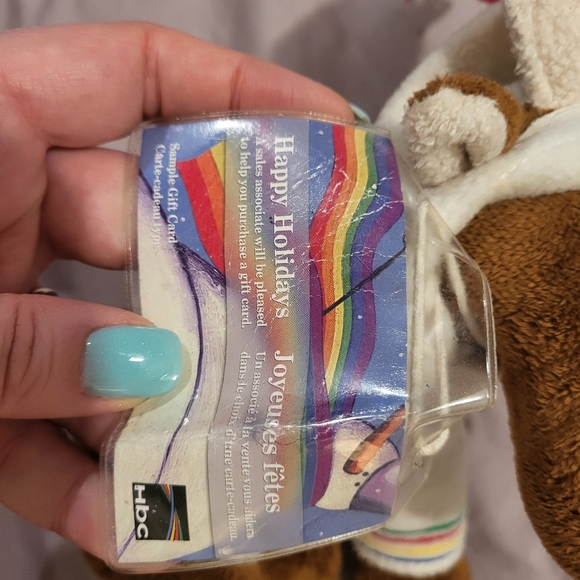 Happy Holidays
A sales associate will be pleased
to help you purchase a gift card.
Joyeuses fêtes
Un associé à la vente vous aidera
dans le choix d'une carte-cadeau.
Sample Gift Card
Carte-cadeau type
Hbc